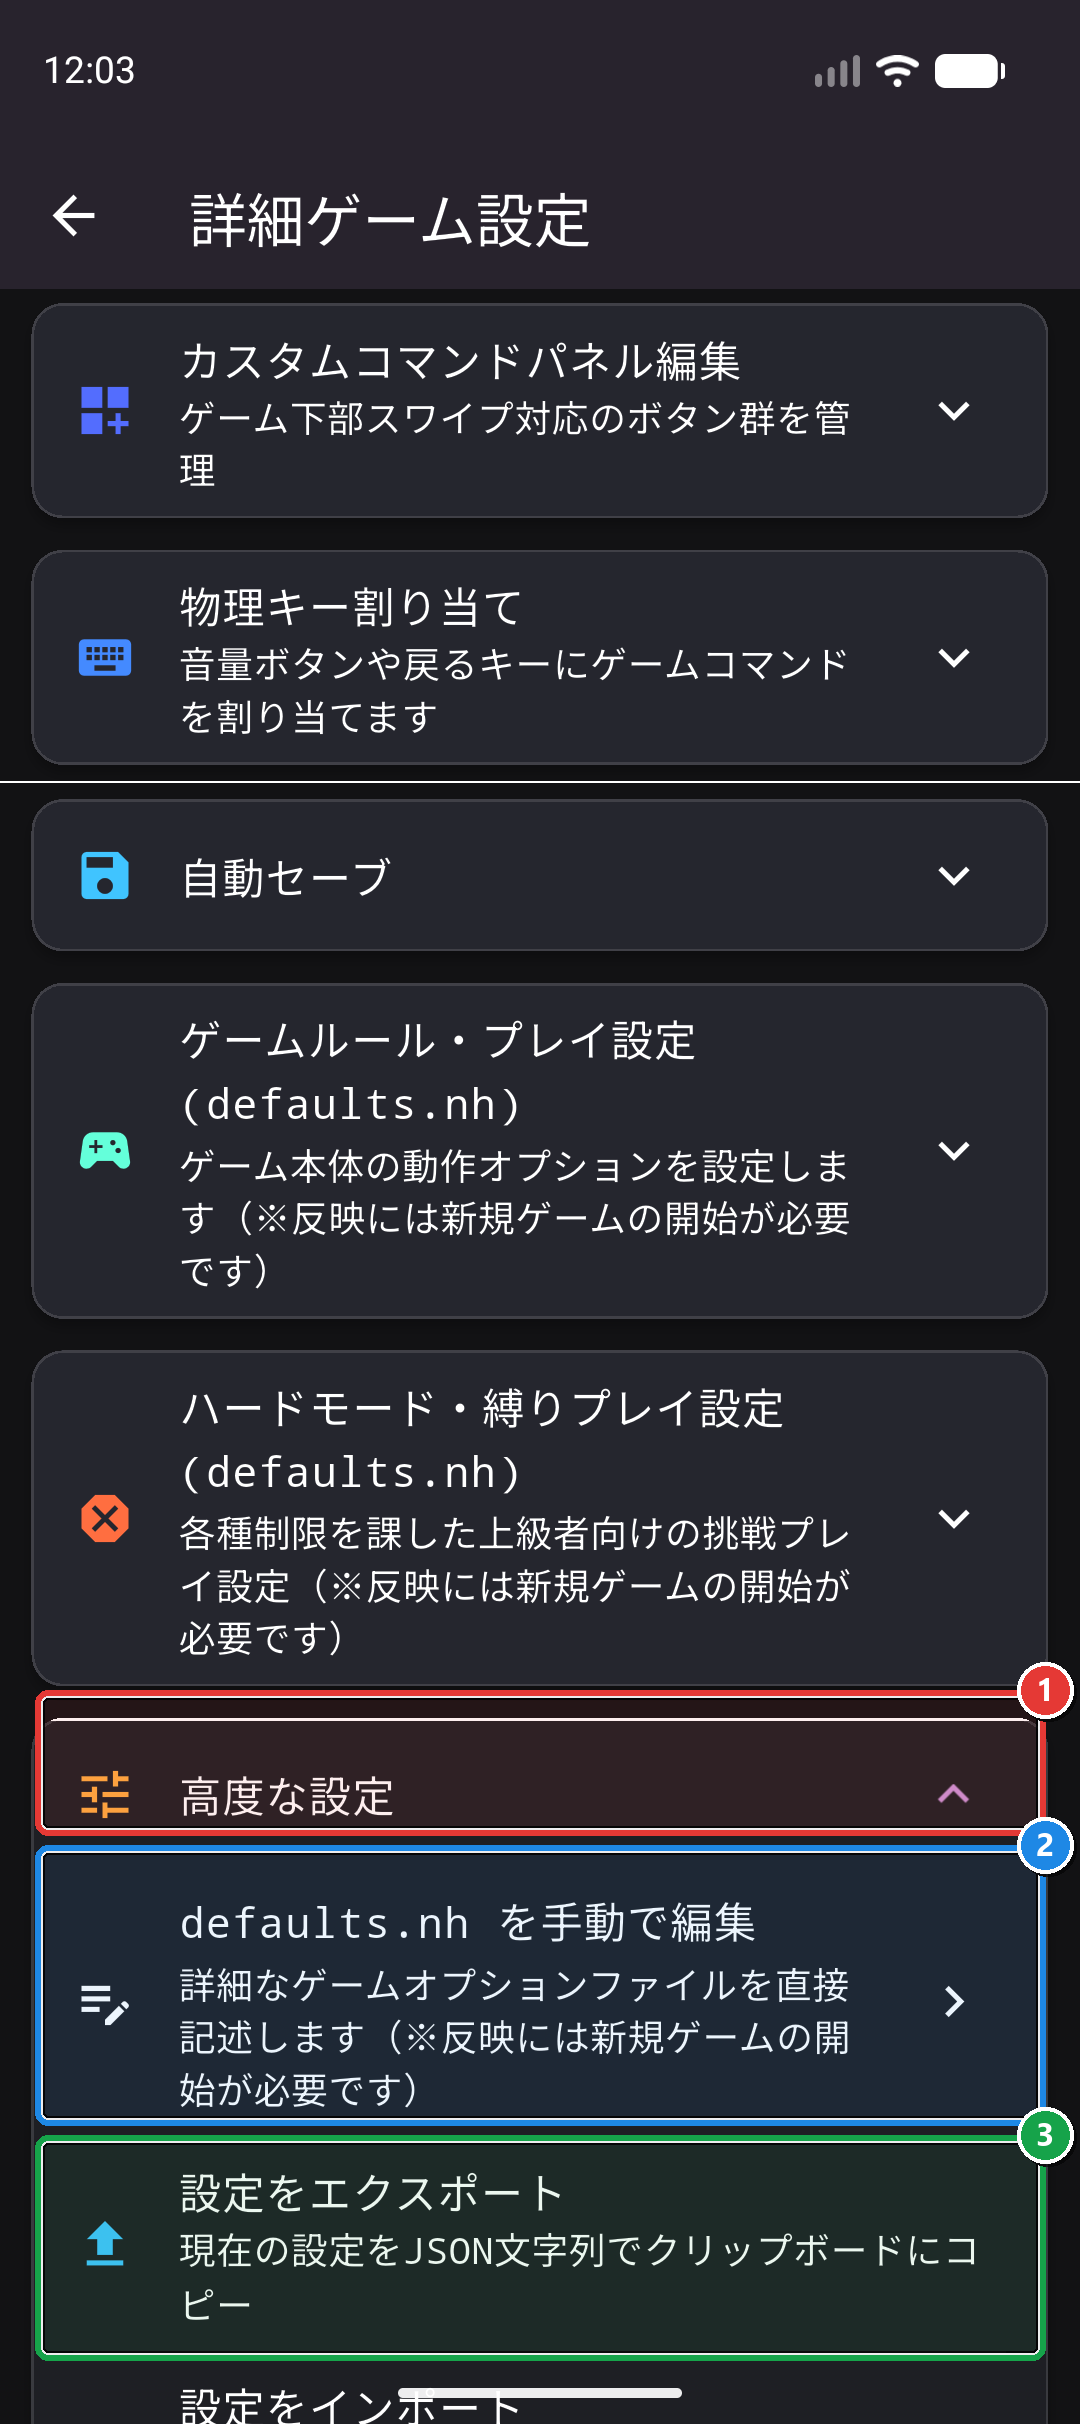 12:03
詳細ゲーム設定
カスタムコマンドパネル編集
ゲーム下部スワイプ対応のボタン群を管
理
物理キー割り当て
音量ボタンや戻るキーにゲームコマンド
を割り当てます
自動セーブ
ゲームルール・プレイ設定
(defaults.nh)
ゲーム本体の動作オプションを設定しま
す（※反映には新規ゲームの開始が必要
です）
ハードモード・縛りプレイ設定
(defaults.nh)
各種制限を課した上級者向けの挑戦プレ
イ設定（※反映には新規ゲームの開始が
必要です）
1
高度な設定
2
defaults.nh を手動で編集
詳細なゲームオプションファイルを直接
記述します（※反映には新規ゲームの開
始が必要です）
3
設定をエクスポート
現在の設定をJSON文字列でクリップボードにコ
ピー
設定をインポート